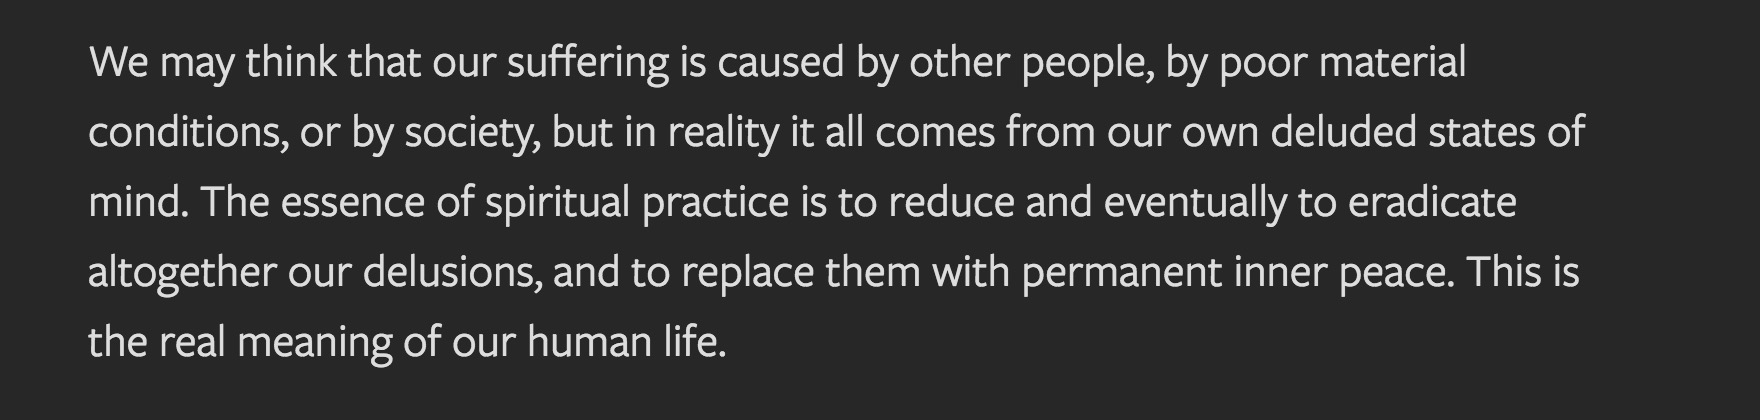 We may think that our suffering is caused by other people, by poor material
conditions, or by society, but in reality it all comes from our own deluded states of
mind. The essence of spiritual practice is to reduce and eventually to eradicate
altogether our delusions, and to replace them with permanent inner peace. This is
the real meaning of our human life.